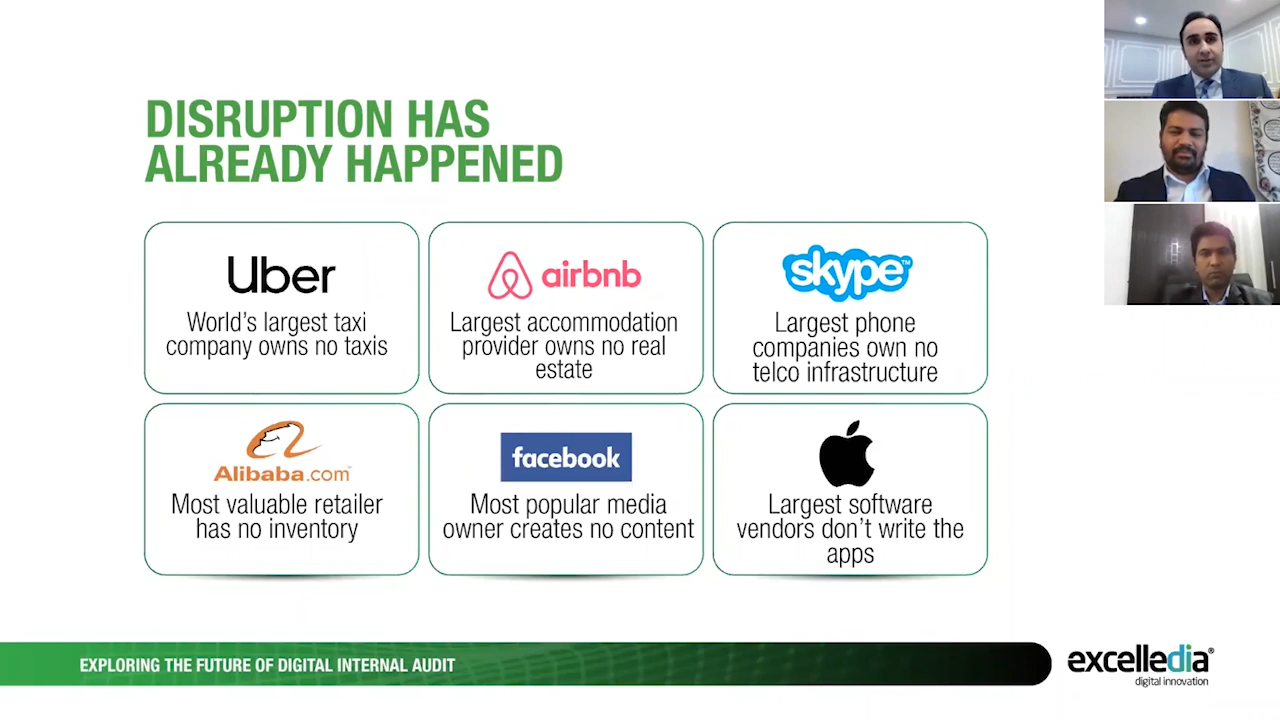 DISRUPTION HAS
ALREADY HAPPENED
Uber
World's largest taxi
company owns no taxis
airbnb
Largest accommodation
provider owns no real
estate
skype™
Largest phone
companies own no
telco infrastructure
Alibaba.com™
Most valuable retailer
has no inventory
facebook
Most popular media
owner creates no content
Largest software
vendors don't write the
apps
EXPLORING THE FUTURE OF DIGITAL INTERNAL AUDIT
excelledia®
digital innovation